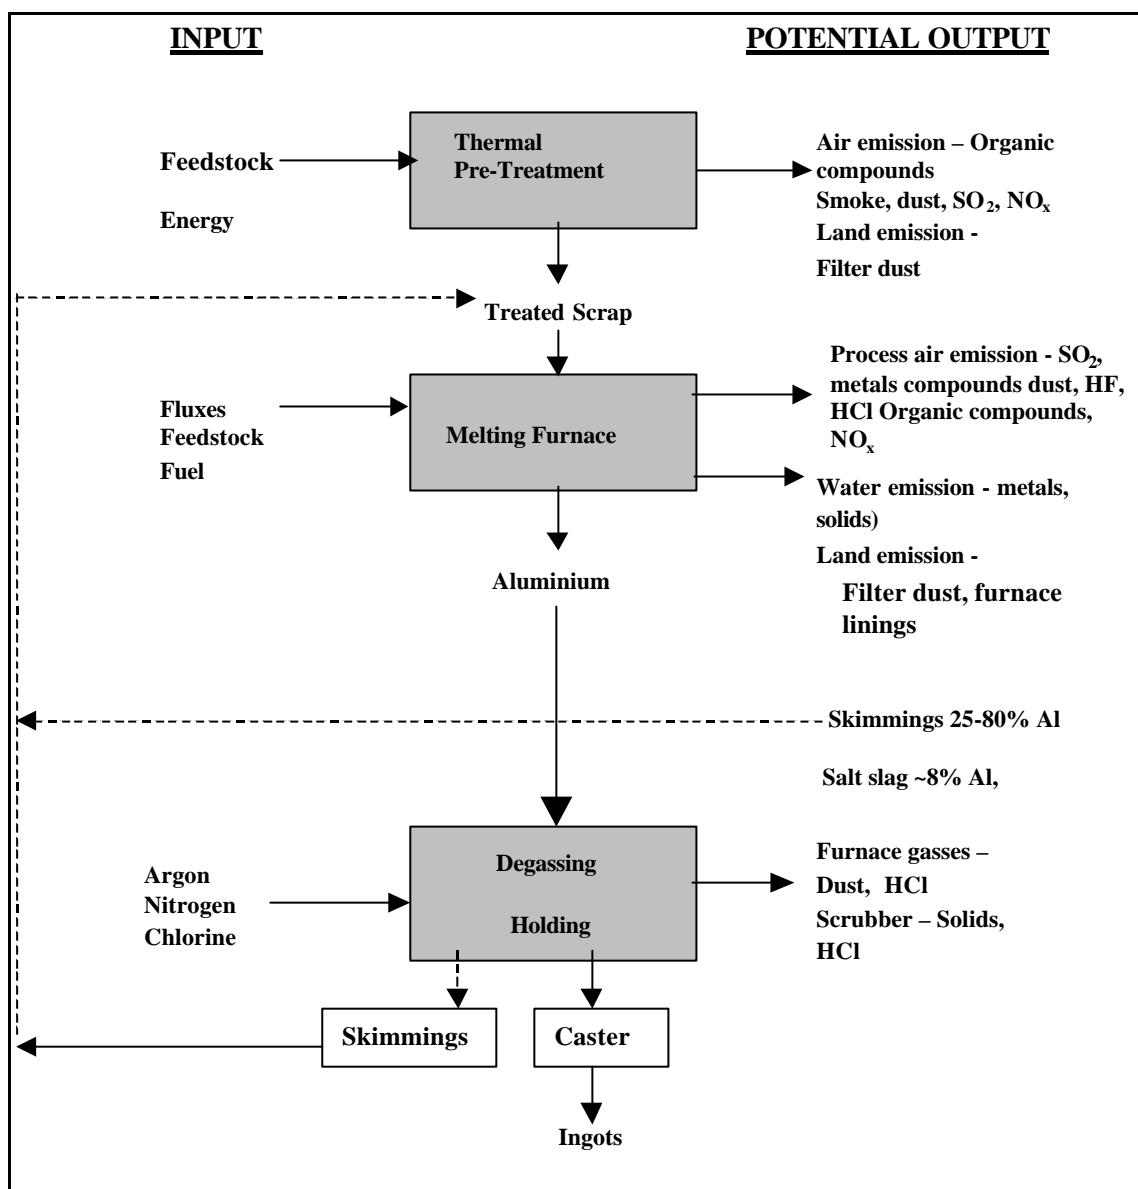 INPUT
POTENTIAL OUTPUT
Feedstock
Energy
Thermal
Pre-Treatment
Air emission – Organic
compounds
Smoke, dust, SO₂, NOₓ
Land emission -
Filter dust
Treated Scrap
Fluxes
Feedstock
Fuel
Melting Furnace
Process air emission - SO₂,
metals compounds dust, HF,
HCl Organic compounds,
NOₓ
Water emission - metals,
solids)
Land emission -
Filter dust, furnace
linings
Aluminium
Skimmings 25-80% Al
Salt slag ~8% Al,
Argon
Nitrogen
Chlorine
Degassing
Holding
Furnace gasses –
Dust, HCl
Scrubber – Solids,
HCl
Skimmings
Caster
Ingots